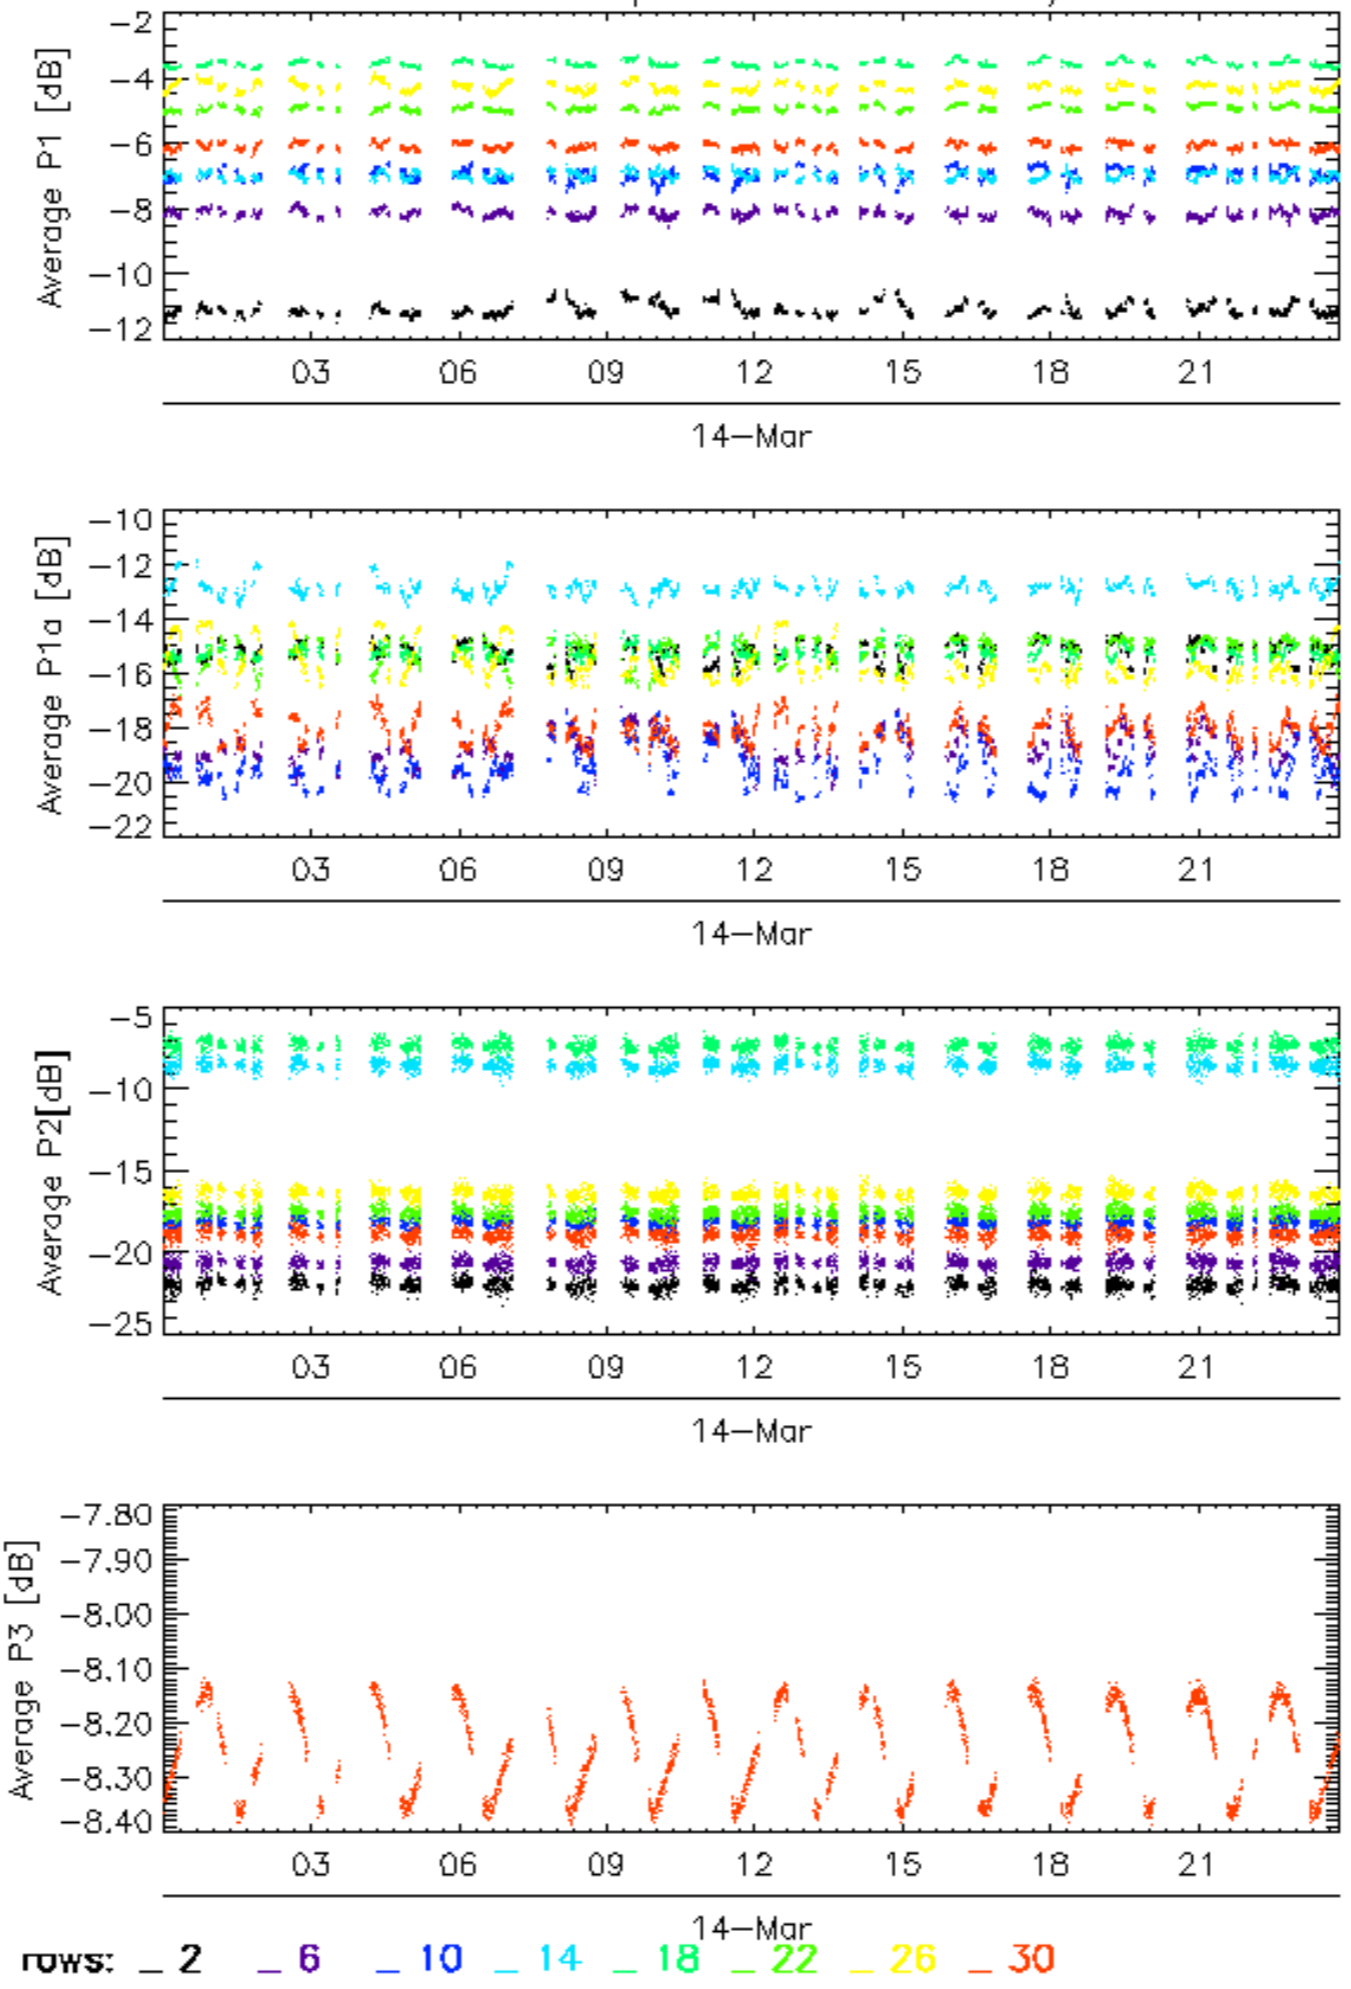 -2
-4
-6
-8
-10
-12
Average P1 [dB]
03 06 09 12 15 18 21
14-Mar
-10
-12
-14
-16
-18
-20
-22
Average P1a [dB]
03 06 09 12 15 18 21
14-Mar
-5
-10
-15
-20
-25
Average P2[dB]
03 06 09 12 15 18 21
14-Mar
-7.80
-7.90
-8.00
-8.10
-8.20
-8.30
-8.40
Average P3 [dB]
03 06 09 12 15 18 21
14-Mar
rows: _ 2 _ 6 _ 10 _ 14 _ 18 _ 22 _ 26 _ 30